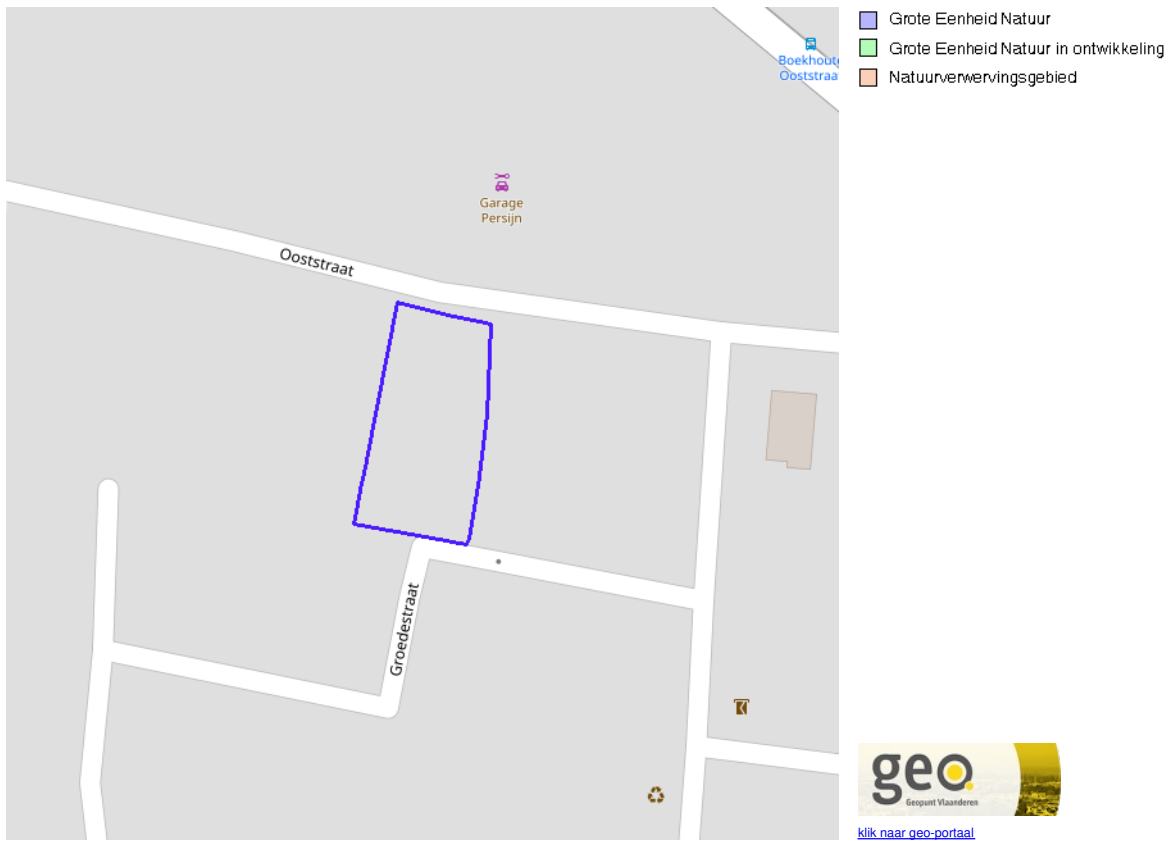 Grote Eenheid Natuur
Grote Eenheid Natuur in ontwikkeling
Natuurverwervingsgebied
Boekhoute
Ooststraa
Garage
Persijn
Ooststraat
Groedestraat
geo
Geopunt Vlaanderen
klik naar geo-portaal